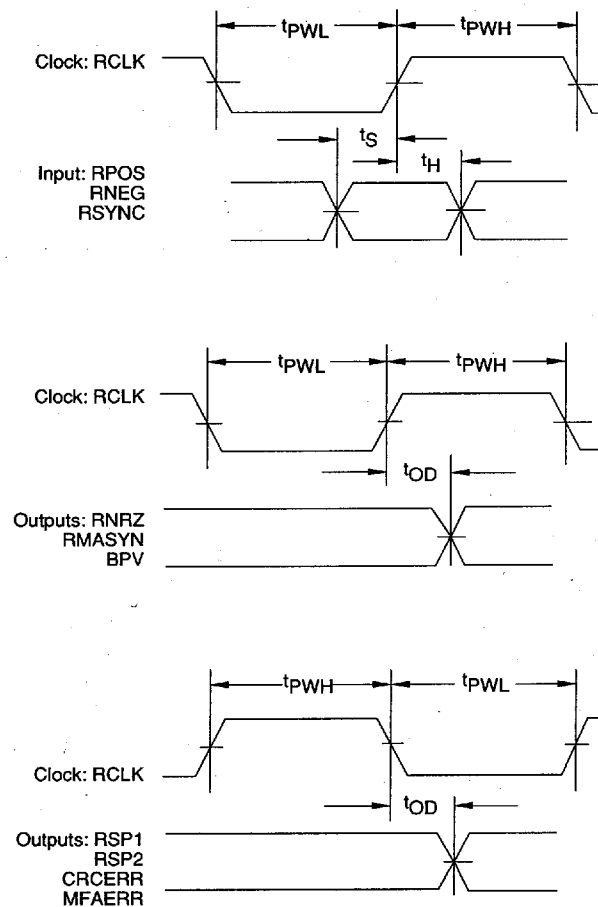 tPWL tPWH
Clock: RCLK
tS
tH
Input: RPOS
RNEG
RSYNC
tPWL tPWH
Clock: RCLK
tOD
Outputs: RNRZ
RMASYN
BPV
tPWH tPWL
Clock: RCLK
tOD
Outputs: RSP1
RSP2
CRCERR
MFAERR